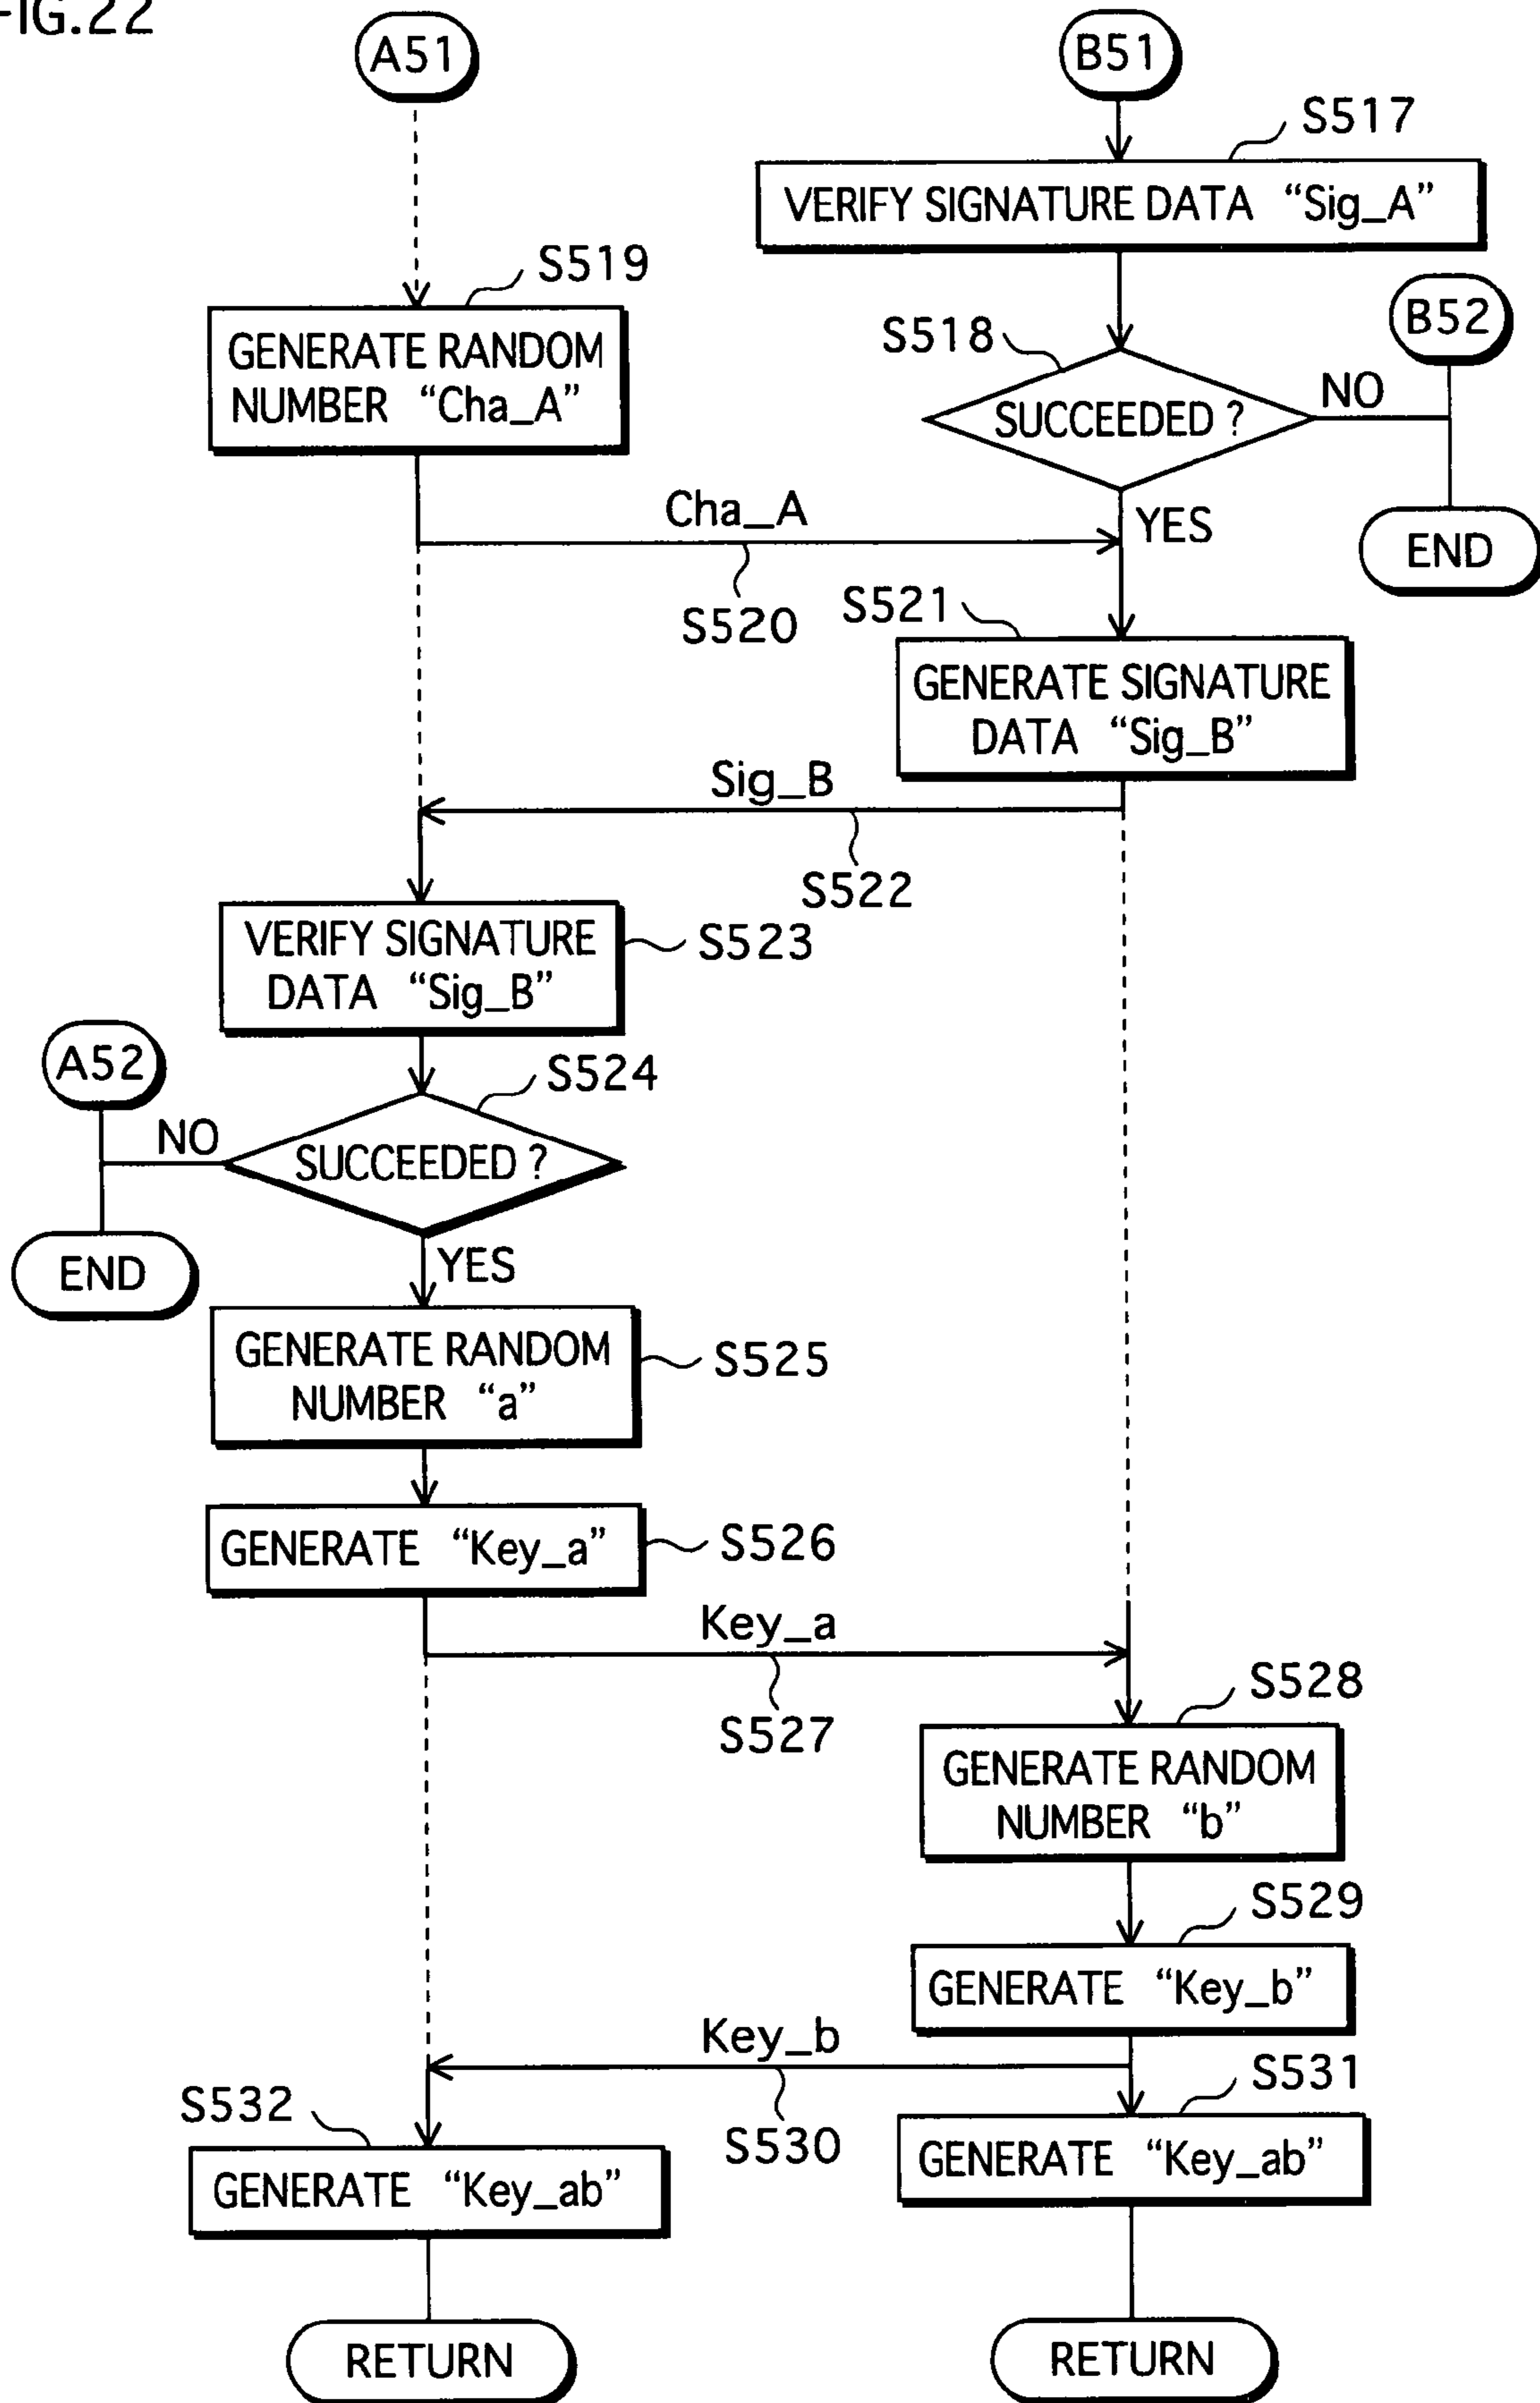 FIG.22
A51
B51
S517
VERIFY SIGNATURE DATA “Sig_A”
S519
GENERATE RANDOM
NUMBER “Cha_A”
S518
SUCCEEDED ?
NO
B52
END
YES
Cha_A
S520
S521
GENERATE SIGNATURE
DATA “Sig_B”
Sig_B
S522
VERIFY SIGNATURE
DATA “Sig_B”
S523
A52
S524
NO
SUCCEEDED ?
END
YES
GENERATE RANDOM
NUMBER “a”
S525
GENERATE “Key_a”
S526
Key_a
S527
S528
GENERATE RANDOM
NUMBER “b”
S529
GENERATE “Key_b”
Key_b
S530
S531
GENERATE “Key_ab”
S532
GENERATE “Key_ab”
RETURN
RETURN